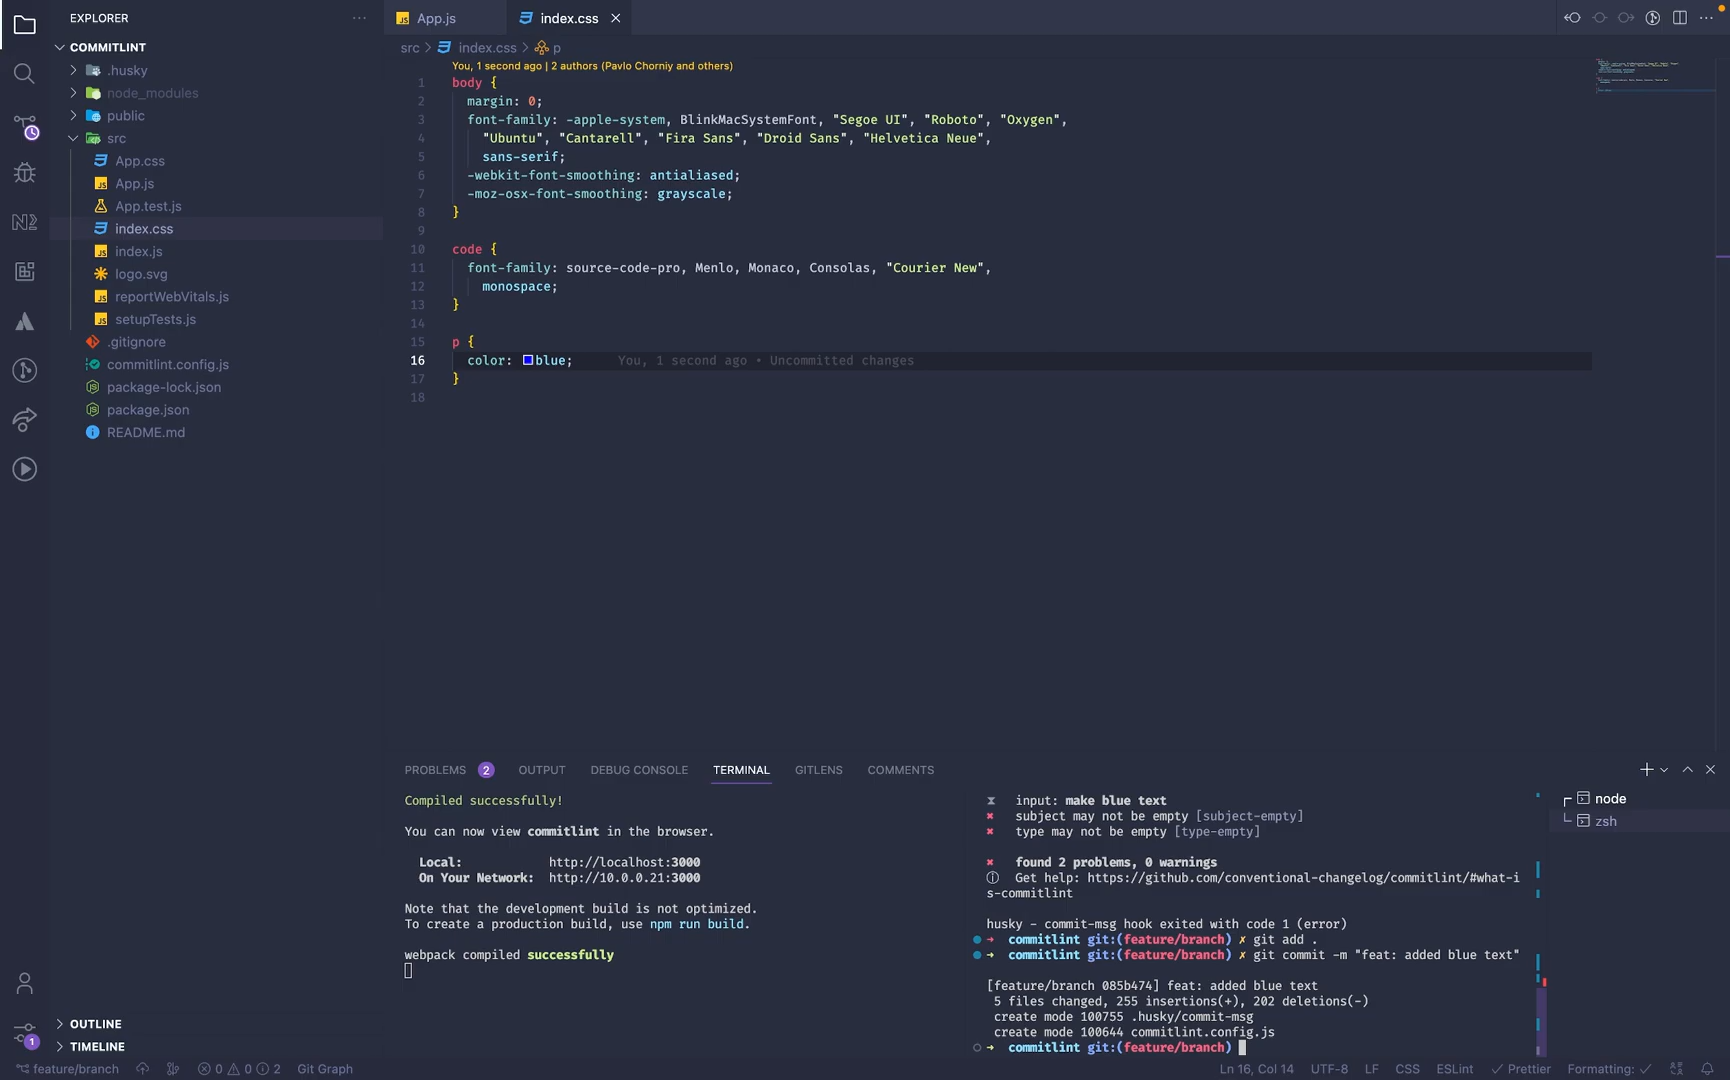 EXPLORER
COMMITLINT
.husky
node_modules
public
src
App.css
App.js
App.test.js
index.css
index.js
logo.svg
reportWebVitals.js
setupTests.js
.gitignore
commitlint.config.js
package-lock.json
package.json
README.md
OUTLINE
TIMELINE
App.js
index.css
src > index.css > p
You, 1 second ago | 2 authors (Pavlo Chorniy and others)
1 body {
2 margin: 0;
3 font-family: -apple-system, BlinkMacSystemFont, "Segoe UI", "Roboto", "Oxygen",
4 "Ubuntu", "Cantarell", "Fira Sans", "Droid Sans", "Helvetica Neue",
5 sans-serif;
6 -webkit-font-smoothing: antialiased;
7 -moz-osx-font-smoothing: grayscale;
8 }
9
10 code {
11 font-family: source-code-pro, Menlo, Monaco, Consolas, "Courier New",
12 monospace;
13 }
14
15 p {
16 color: blue; You, 1 second ago • Uncommitted changes
17 }
18
PROBLEMS 2 OUTPUT DEBUG CONSOLE TERMINAL GITLENS COMMENTS
Compiled successfully!
You can now view commitlint in the browser.
Local: http://localhost:3000
On Your Network: http://10.0.0.21:3000
Note that the development build is not optimized.
To create a production build, use npm run build.
webpack compiled successfully
⧗ input: make blue text
✖ subject may not be empty [subject-empty]
✖ type may not be empty [type-empty]
✖ found 2 problems, 0 warnings
ⓘ Get help: https://github.com/conventional-changelog/commitlint/#what-i
s-commitlint
husky - commit-msg hook exited with code 1 (error)
➜ commitlint git:(feature/branch) ✗ git add .
➜ commitlint git:(feature/branch) ✗ git commit -m "feat: added blue text"
[feature/branch 085b474] feat: added blue text
5 files changed, 255 insertions(+), 202 deletions(-)
create mode 100755 .husky/commit-msg
create mode 100644 commitlint.config.js
➜ commitlint git:(feature/branch)
node
zsh
1
feature/branch 0 0 2 Git Graph
Ln 16, Col 14 UTF-8 LF CSS ESLint Prettier Formatting: ✓